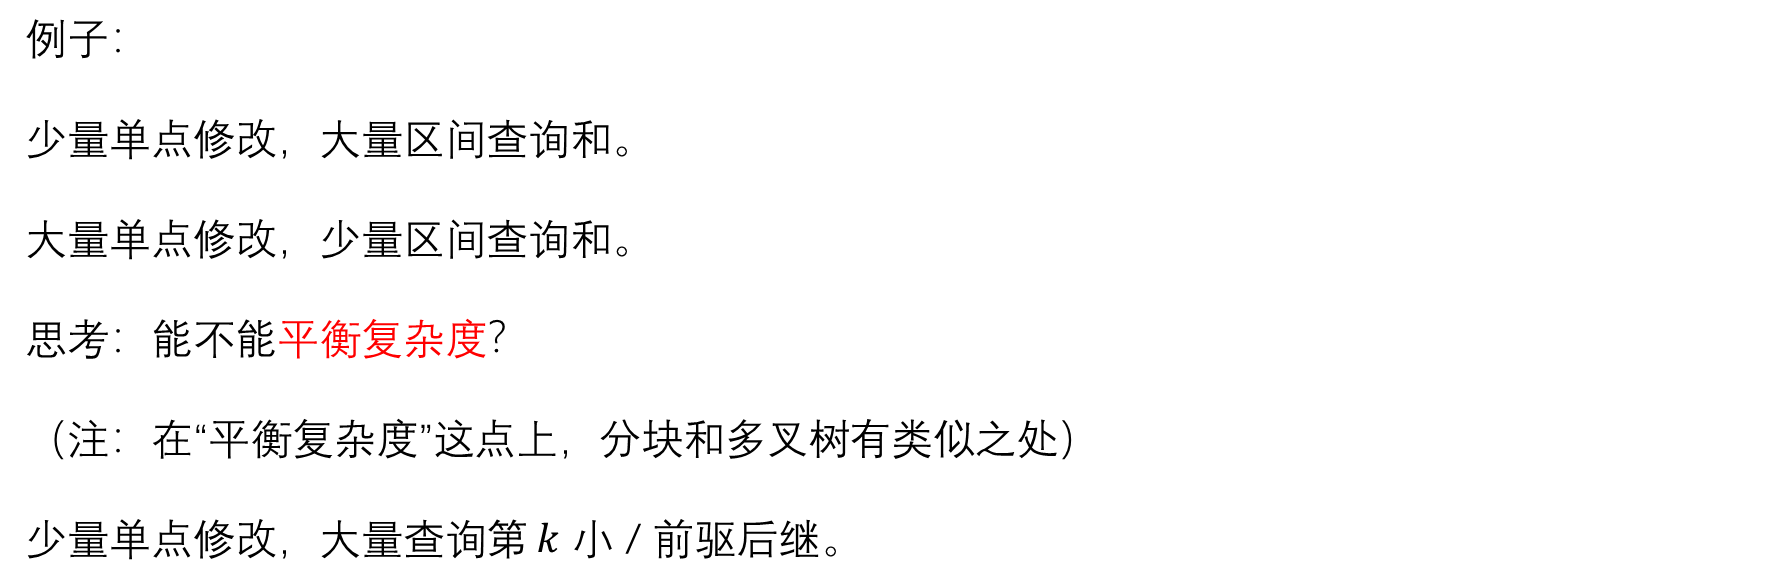 例子：
少量单点修改，大量区间查询和。
大量单点修改，少量区间查询和。
思考：能不能平衡复杂度？
（注：在“平衡复杂度”这点上，分块和多叉树有类似之处）
少量单点修改，大量查询第 k 小 / 前驱后继。